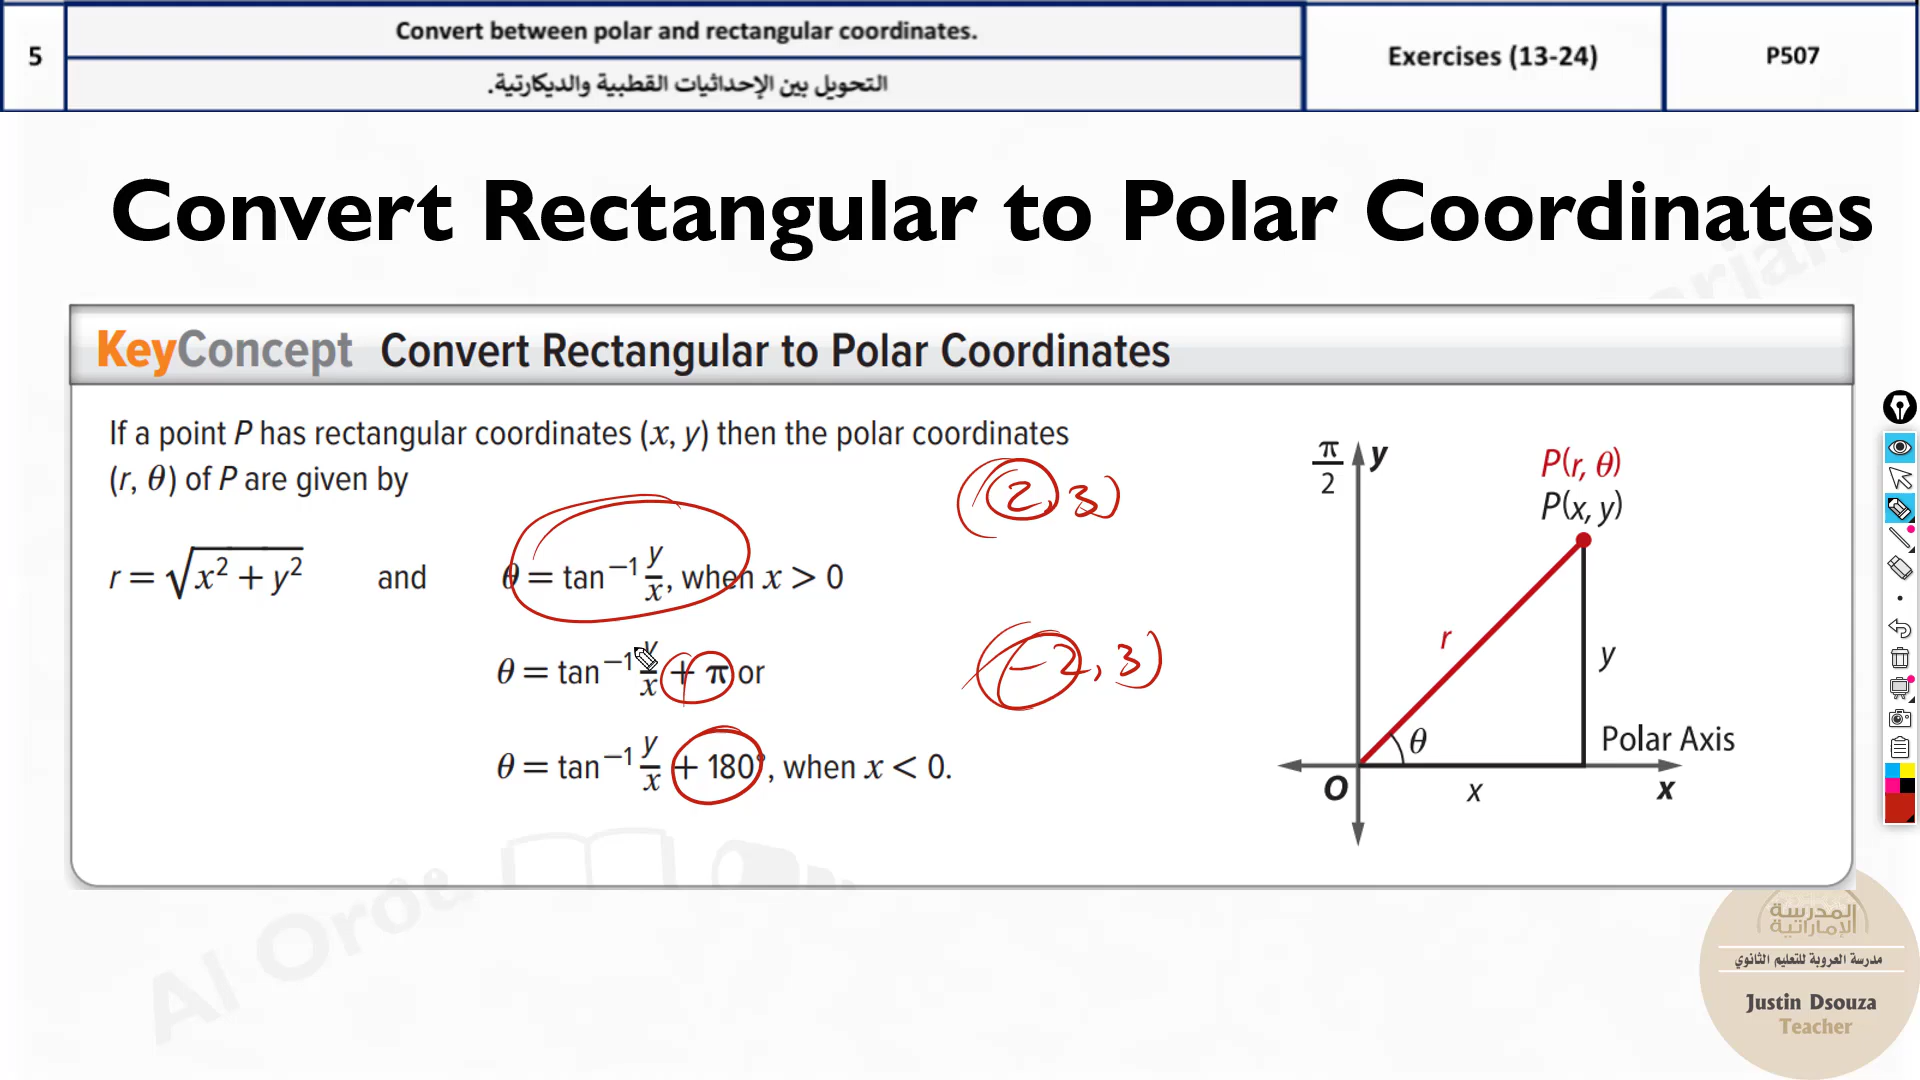 5
Convert between polar and rectangular coordinates.
التحويل بين الإحداثيات القطبية والديكارتية.
Exercises (13-24)
P507
Convert Rectangular to Polar Coordinates
KeyConcept Convert Rectangular to Polar Coordinates
If a point P has rectangular coordinates (x, y) then the polar coordinates
(r, θ) of P are given by
r = √(x² + y²) and θ = tan⁻¹ y/x, when x > 0
θ = tan⁻¹ y/x + π or
θ = tan⁻¹ y/x + 180°, when x < 0.
(2, 3)
(-2, 3)
π/2
y
P(r, θ)
P(x, y)
r
y
θ
Polar Axis
O
x
x
Al Oroe
المدرسة
الإماراتية
مدرسة العروبة للتعليم الثانوي
Justin Dsouza
Teacher